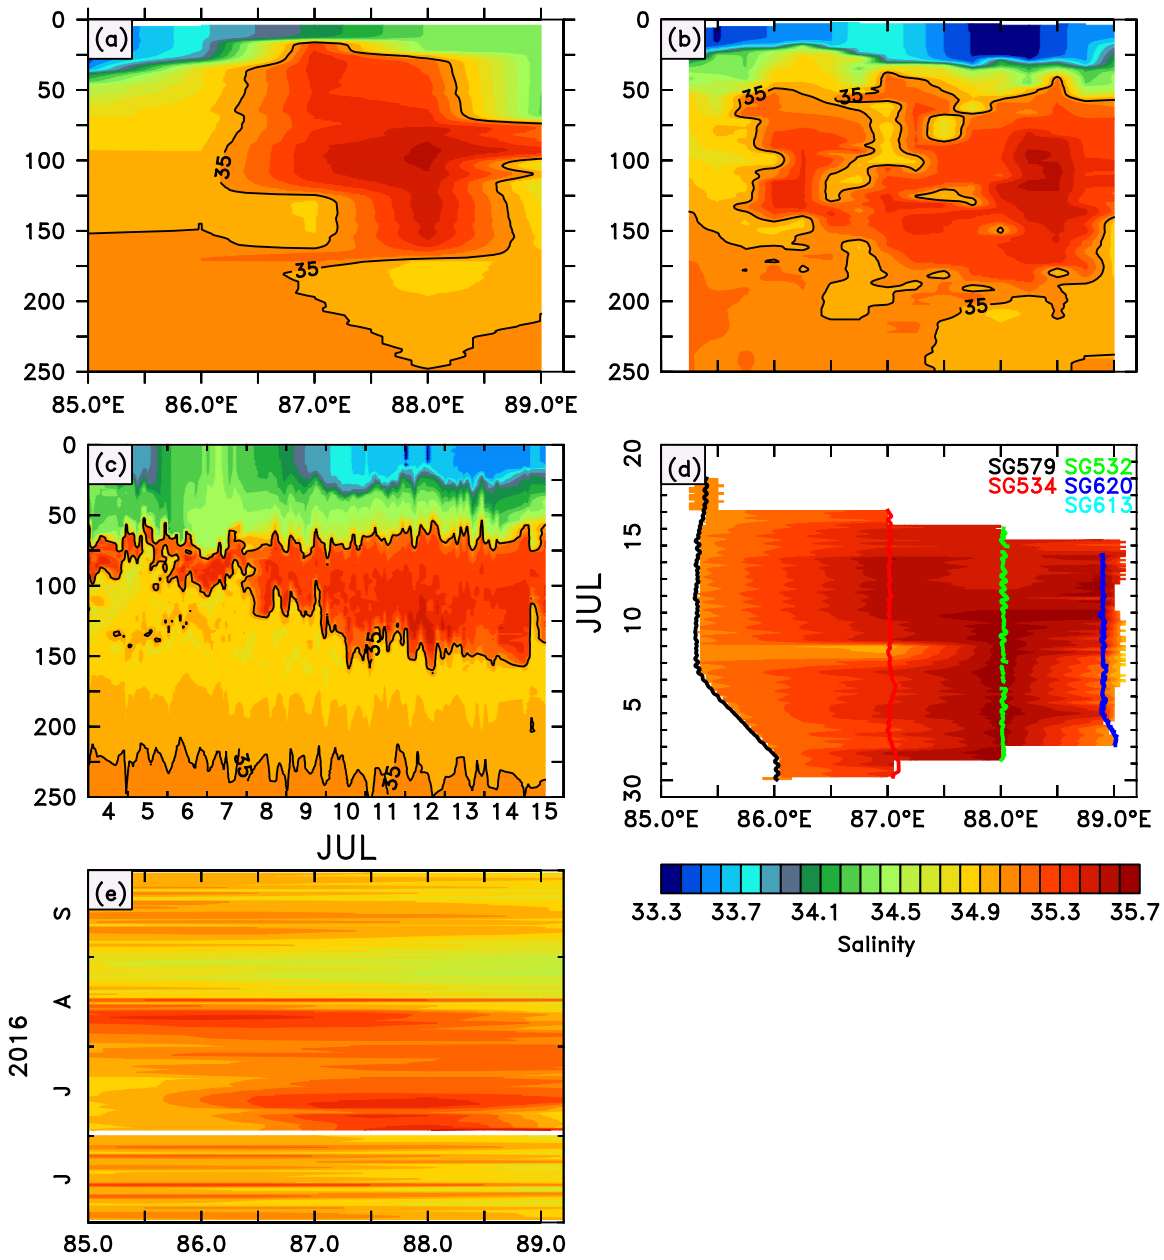 0
50
100
150
200
250
(a)
35
35
85.0°E 86.0°E 87.0°E 88.0°E 89.0°E
0
50
100
150
200
250
(b)
35
35
35
0
50
100
150
200
250
(c)
35
35
35
4 5 6 7 8 9 10 11 12 13 14 15
JUL
20
15
10
5
30
JUL
(d)
SG579 SG532
SG534 SG620
SG613
85.0°E 86.0°E 87.0°E 88.0°E 89.0°E
33.3 33.7 34.1 34.5 34.9 35.3 35.7
Salinity
(e)
S
A
J
J
2016
85.0 86.0 87.0 88.0 89.0